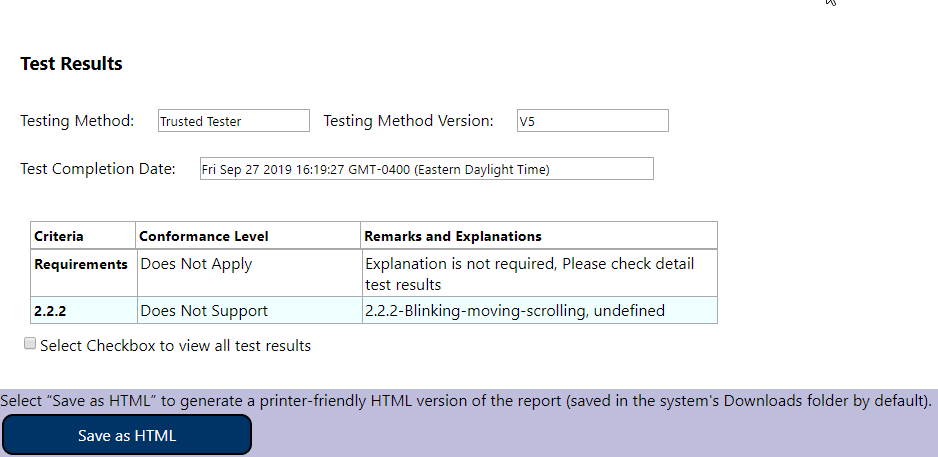 Test Results
Testing Method: Trusted Tester Testing Method Version: V5
Test Completion Date: Fri Sep 27 2019 16:19:27 GMT-0400 (Eastern Daylight Time)
Criteria Conformance Level Remarks and Explanations
Requirements Does Not Apply Explanation is not required, Please check detail
test results
2.2.2 Does Not Support 2.2.2-Blinking-moving-scrolling, undefined
Select Checkbox to view all test results
Select “Save as HTML” to generate a printer-friendly HTML version of the report (saved in the system's Downloads folder by default).
Save as HTML